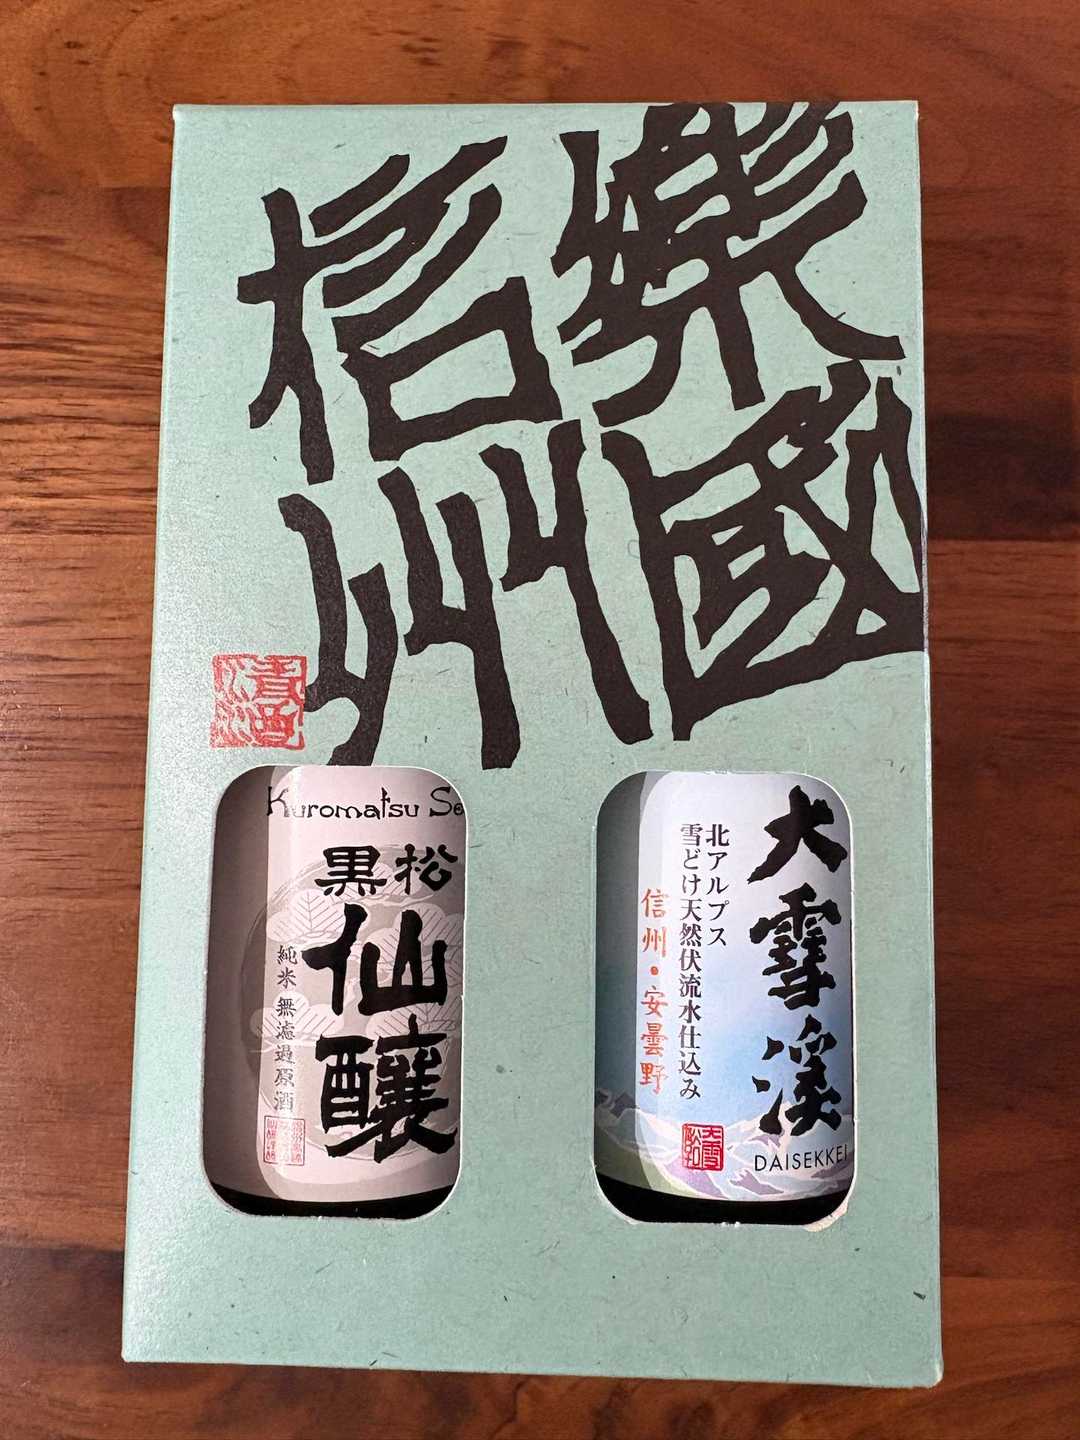 樂國
信州
Kuromatsu Se
黒松
仙醸
純米無濾過原酒
大雪渓
北アルプス
雪どけ天然伏流水仕込み
信州・安曇野
DAISEKKEI